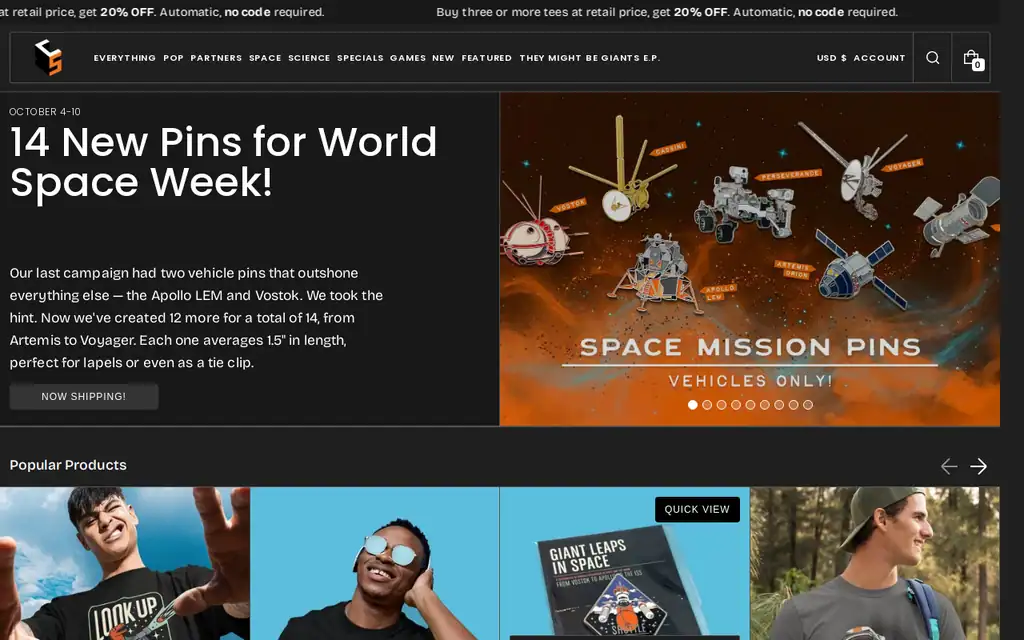 at retail price, get 20% OFF. Automatic, no code required.
Buy three or more tees at retail price, get 20% OFF. Automatic, no code required.
EVERYTHING POP PARTNERS SPACE SCIENCE SPECIALS GAMES NEW FEATURED THEY MIGHT BE GIANTS E.P.
USD $ ACCOUNT
0
OCTOBER 4-10
14 New Pins for World
Space Week!
Our last campaign had two vehicle pins that outshone
everything else — the Apollo LEM and Vostok. We took the
hint. Now we've created 12 more for a total of 14, from
Artemis to Voyager. Each one averages 1.5" in length,
perfect for lapels or even as a tie clip.
NOW SHIPPING!
CASSINI
VOYAGER
PERSEVERANCE
VOSTOK
ARTEMIS
ORION
APOLLO
LEM
SPACE MISSION PINS
VEHICLES ONLY!
Popular Products
LOOK UP
QUICK VIEW
GIANT LEAPS
IN SPACE
FROM VOSTOK TO APOLLO TO THE ISS
SHUTTLE